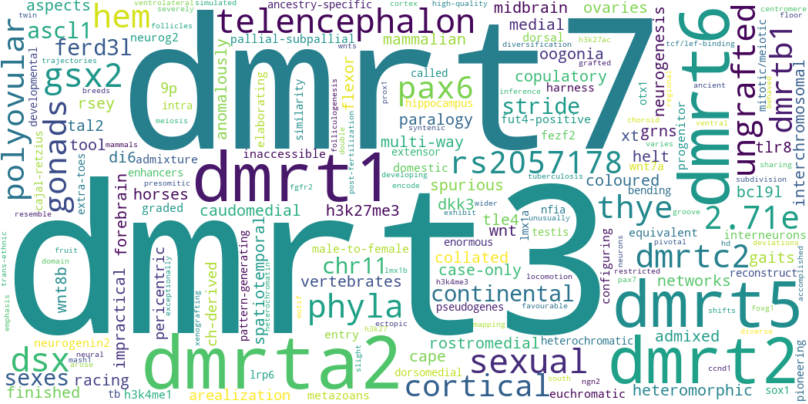 dmrt7
dmrt3
dmrt1
dmrt6
dmrt5
dmrt2
dmrta2
dmrtb1
dmrtc2
telencephalon
ventrolateral
simulated
severely
follicles
neurog2
pallial-subpallial
cortex
wnts
midbrain
medial
mammalian
high-quality
ancestry-specific
dorsal
ovaries
oogonia
copulatory
h3k27ac
diversification
grafted
tcf/lef-binding
centromere
floor
twin
aspects
hem
ascl1
ferd3l
gsx2
rsey
tal2
tool
di6
admixture
horses
9p
intra
trajectories
breeds
meiosis
developmental
polyovular
gonads
cajal-retzius
extra-toes
mammals
presomitic
resemble
enhancers
graded
forebrain
anomalously
elaborating
similarity
inaccessible
folliculogenesis
double
flexor
hippocampus
pax6
called
prox1
syntenic
multi-way
paralogy
extensor
domestic
post-fertilization
developing
encode
fgfr2
h3k27me3
caudomedial
dkk3
spurious
tle4
wnt
nfia
unusually
testis
exhibit
wider
lmx1a
enormous
collated
case-only
h3k4me3
pseudogenes
continental
locomotion
favourable
mapping
stride
harness
fut4-positive
inference
fezf2
otx1
neurogenesis
xt
grns
helt
wnt7a
choroid
varies
progenitor
ungrafted
interchromosomal
mitotic/meiotic
tlr8
ancient
ventral
sharing
subdivision
rs2057178
tuberculosis
coloured
bending
bcl9l
thye
2.71e
equivalent
pivotal
hd
interneurons
groove
deviations
gaits
reconstruct
networks
pax7
shifts
foxg1
diverse
neurons
restricted
configuring
admixed
heteromorphic
sox1
pioneering
accomplished
ccnd1
euchromatic
heterochromatic
ngn2
south
sexual
rostromedial
cortical
cape
entry
dorsomedial
metazoans
lrp6
h3k27
ectopic
slight
motif
phyla
vertebrates
chr11
male-to-female
lmx1b
spatiotemporal
heterochromatin
xenografting
pattern-generating
ch-derived
exceptionally
pericentric
impractical
wnt8b
trans-ethnic
emphasis
fruit
domain
dsx
neurogenin2
neural
mash1
arose
sexes
racing
arealization
finished
tb
h3k4me1